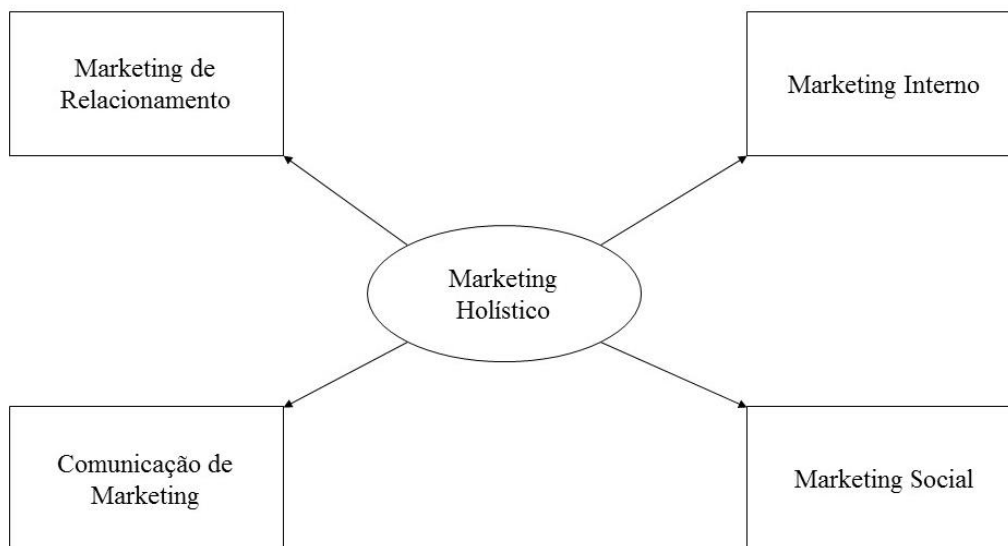 Marketing de
Relacionamento
Marketing Interno
Marketing
Holístico
Comunicação de
Marketing
Marketing Social